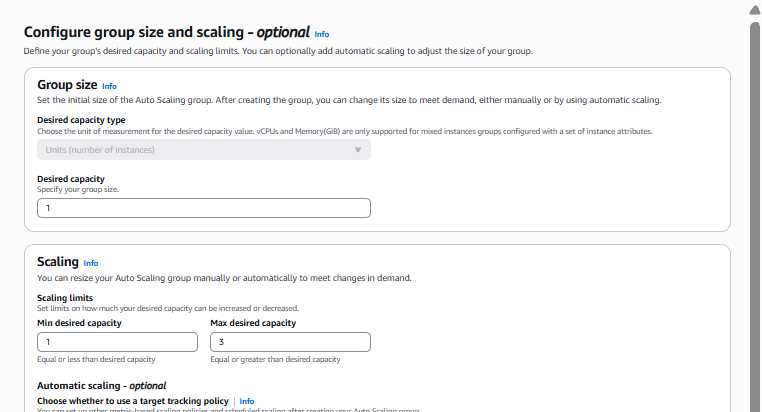 Configure group size and scaling - optional Info
Define your group's desired capacity and scaling limits. You can optionally add automatic scaling to adjust the size of your group.
Group size Info
Set the initial size of the Auto Scaling group. After creating the group, you can change its size to meet demand, either manually or by using automatic scaling.
Desired capacity type
Choose the unit of measurement for the desired capacity value. vCPUs and Memory(GiB) are only supported for mixed instances groups configured with a set of instance attributes.
Units (number of instances)
Desired capacity
Specify your group size.
1
Scaling Info
You can resize your Auto Scaling group manually or automatically to meet changes in demand.
Scaling limits
Set limits on how much your desired capacity can be increased or decreased.
Min desired capacity Max desired capacity
1 3
Equal or less than desired capacity Equal or greater than desired capacity
Automatic scaling - optional
Choose whether to use a target tracking policy Info
You can set up other metric-based scaling policies and scheduled scaling after creating your Auto Scaling group.